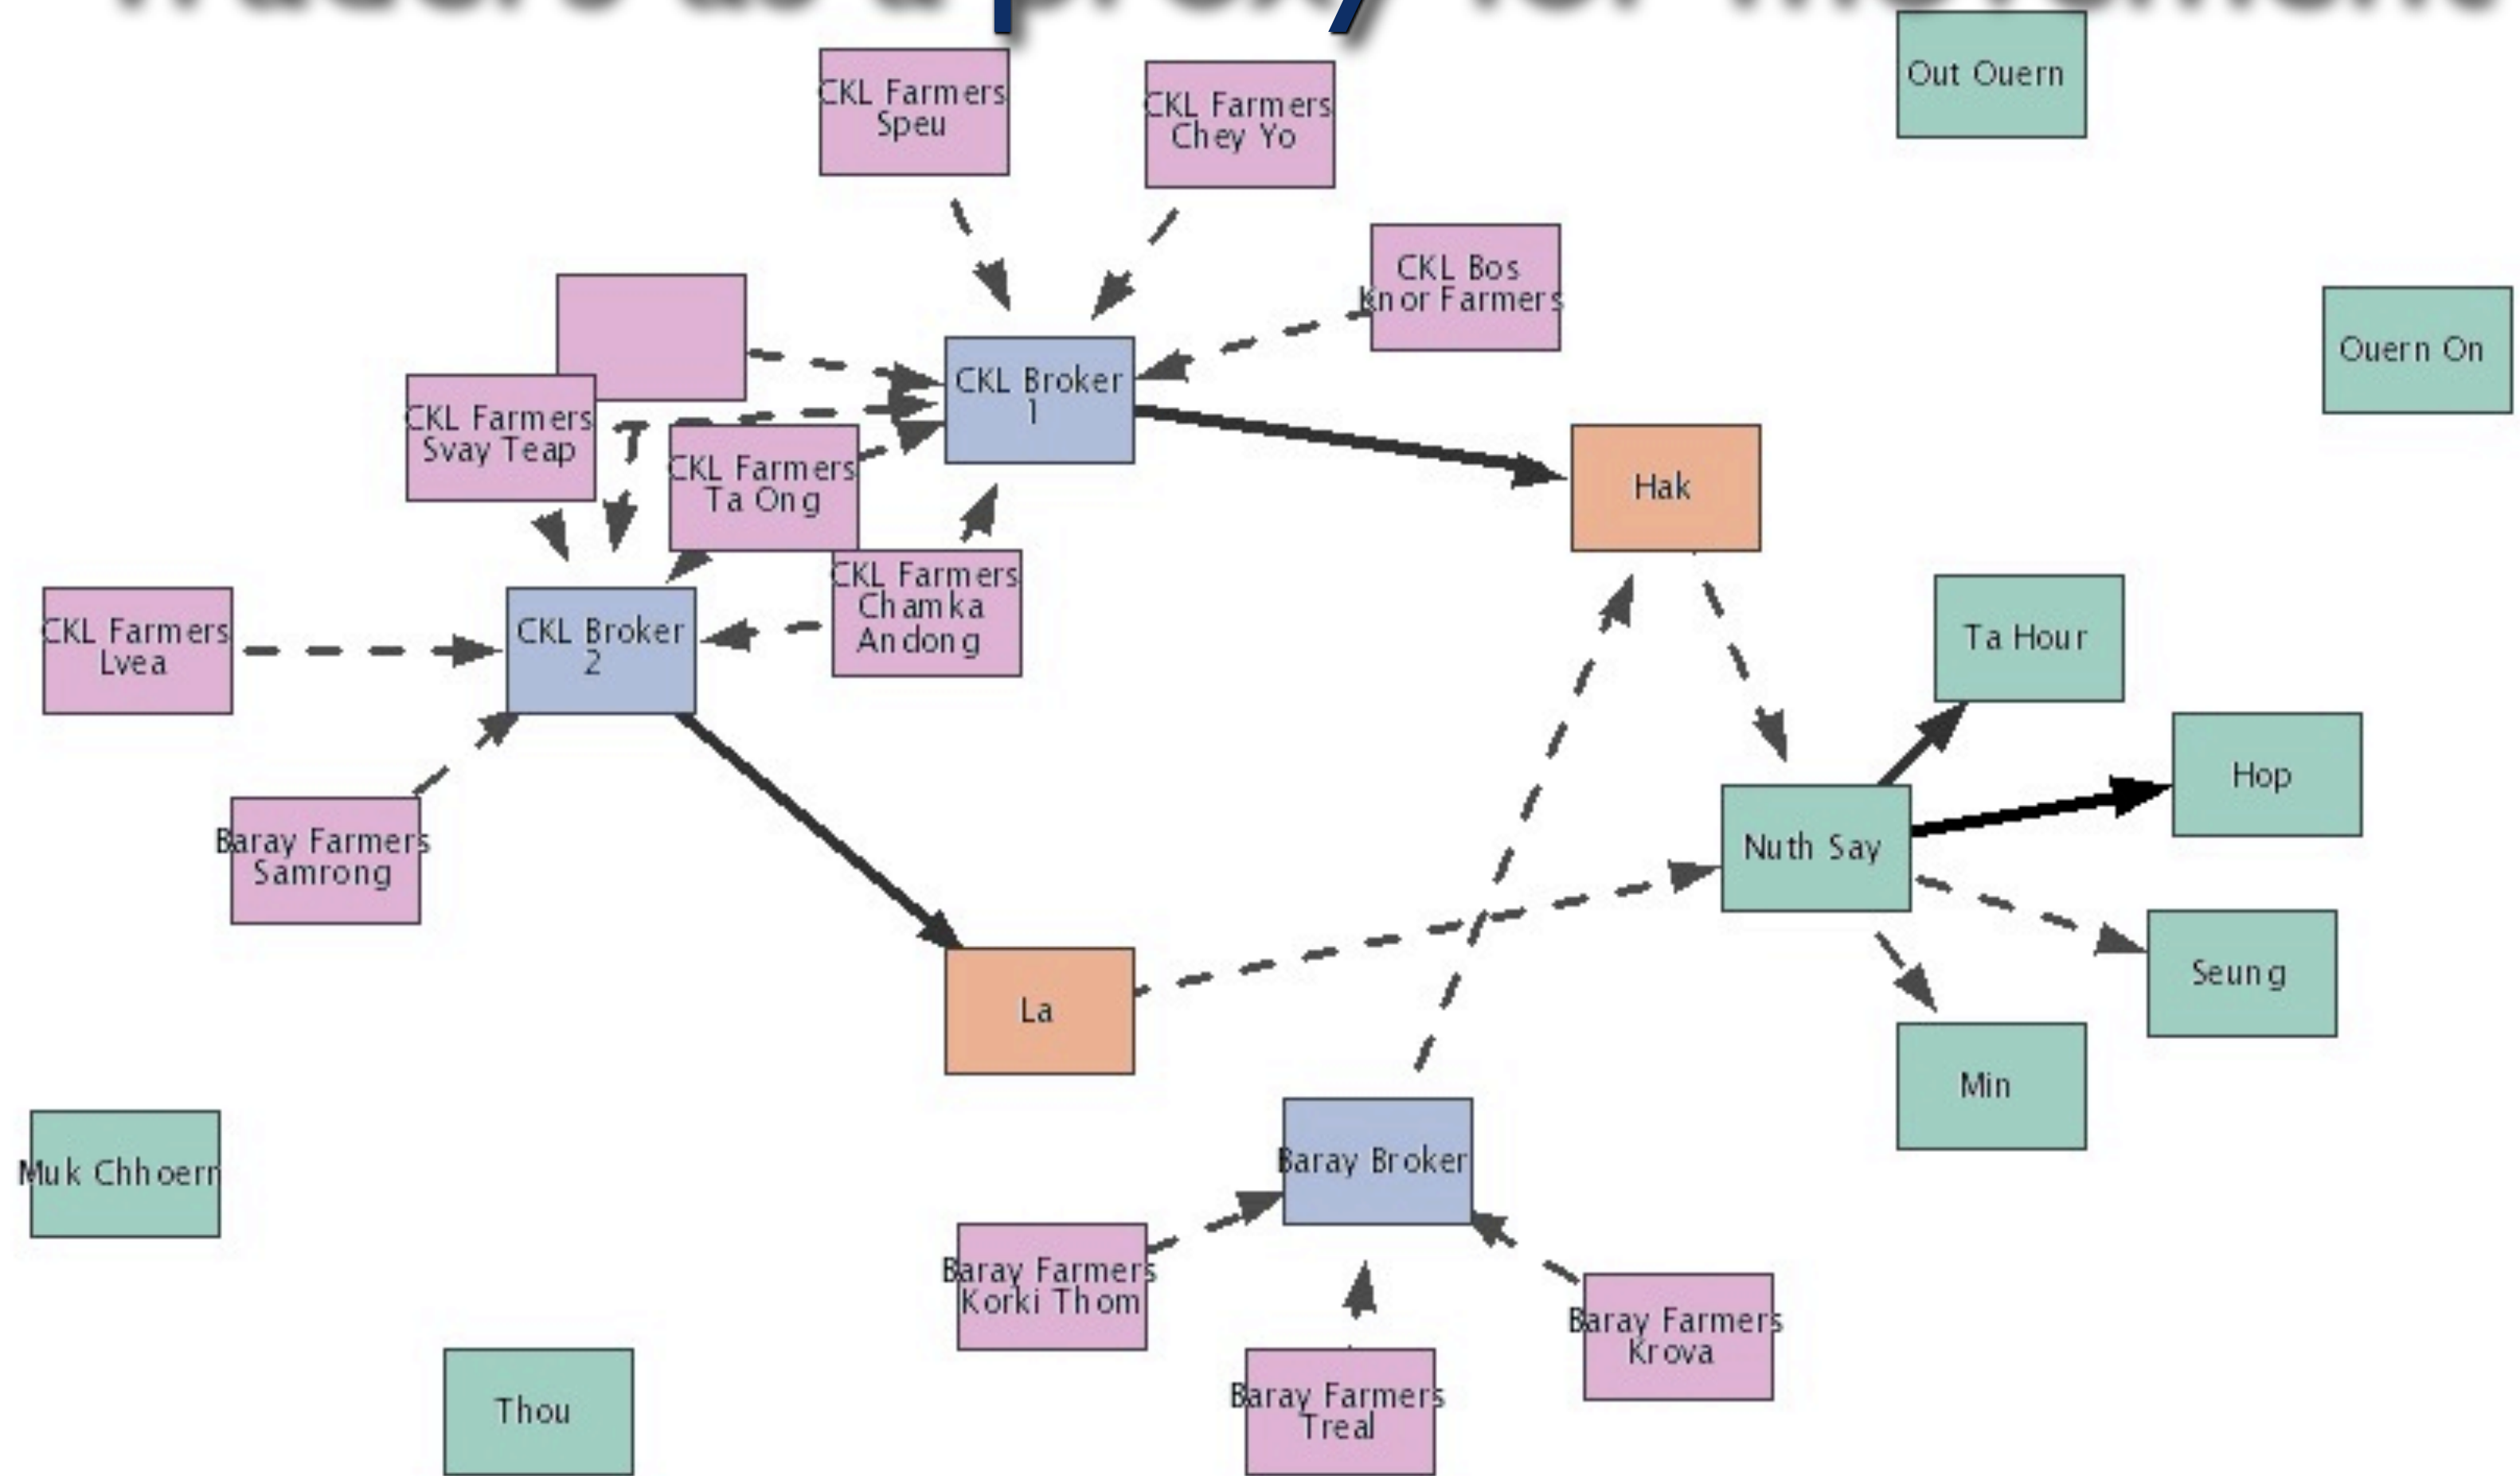 Out Ouern
CKL Farmers
Speu
CKL Farmers
Chey Yo
CKL Bos
Knor Farmers
Ouern On
CKL Broker
1
CKL Farmers
Svay Teap
CKL Farmers
Ta Ong
Hak
CKL Farmers
Chamka
Andong
CKL Farmers
Lvea
CKL Broker
2
Ta Hour
Hop
Nuth Say
Baray Farmers
Samrong
Seung
La
Min
Muk Chhoern
Baray Broker
Baray Farmers
Korki Thom
Baray Farmers
Krova
Baray Farmers
Treal
Thou